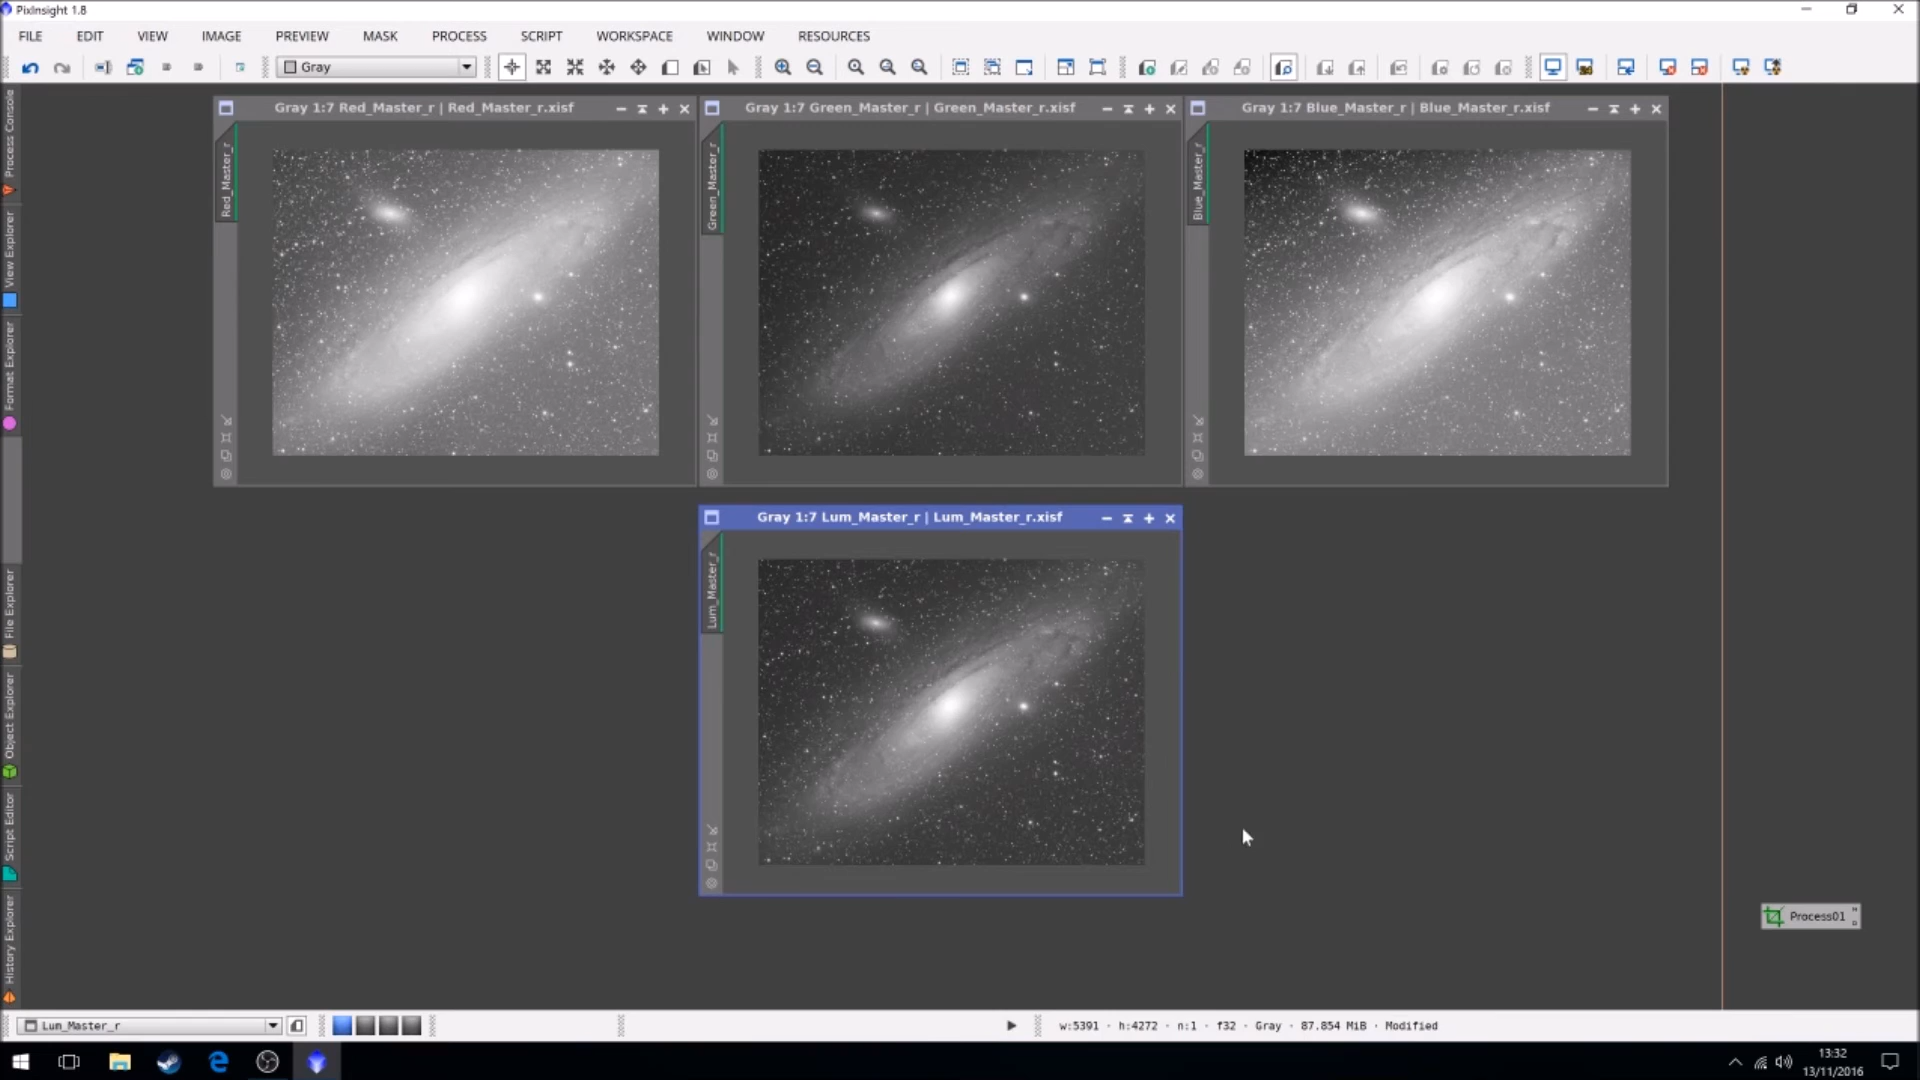 PixInsight 1.8
FILE EDIT VIEW IMAGE PREVIEW MASK PROCESS SCRIPT WORKSPACE WINDOW RESOURCES
Gray
Process Console
View Explorer
Format Explorer
File Explorer
Object Explorer
Script Editor
History Explorer
Gray 1:7 Red_Master_r | Red_Master_r.xisf
Red_Master_r
Gray 1:7 Green_Master_r | Green_Master_r.xisf
Green_Master_r
Gray 1:7 Blue_Master_r | Blue_Master_r.xisf
Blue_Master_r
Gray 1:7 Lum_Master_r | Lum_Master_r.xisf
Lum_Master_r
Process01
Lum_Master_r
w:5391 · h:4272 · n:1 · f32 · Gray · 87.854 MiB · Modified
13:32
13/11/2016